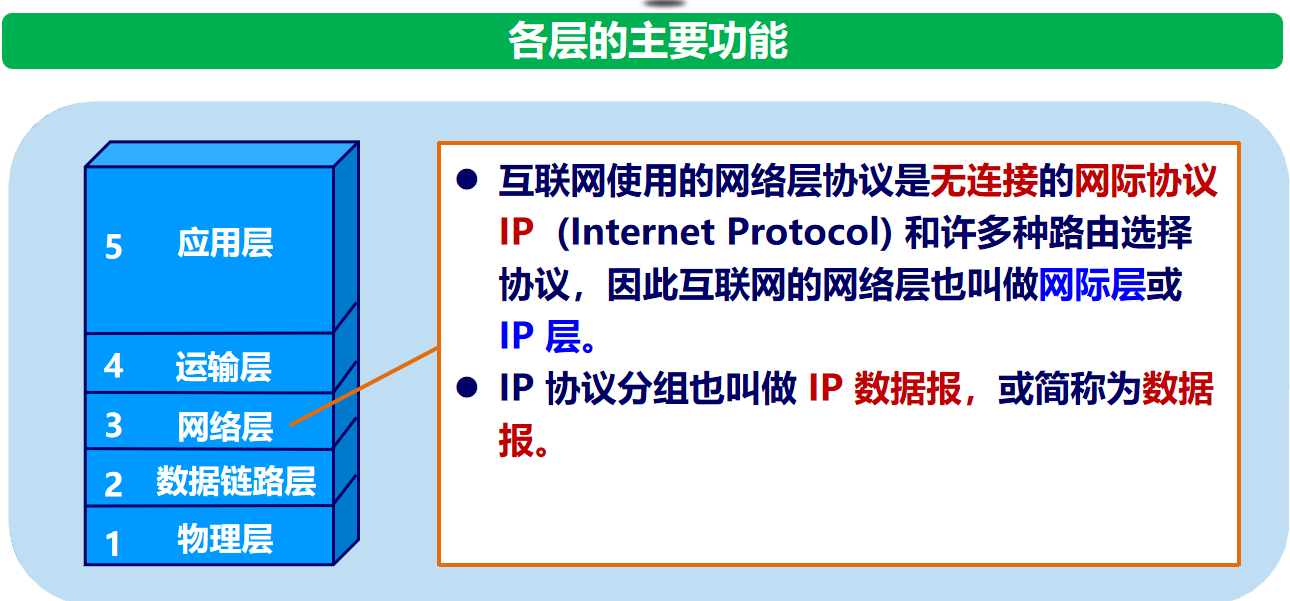 各层的主要功能
5 应用层
4 运输层
3 网络层
2 数据链路层
1 物理层
● 互联网使用的网络层协议是无连接的网际协议
IP（Internet Protocol) 和许多种路由选择
协议，因此互联网的网络层也叫做网际层或
IP 层。
● IP 协议分组也叫做 IP 数据报，或简称为数据
报。